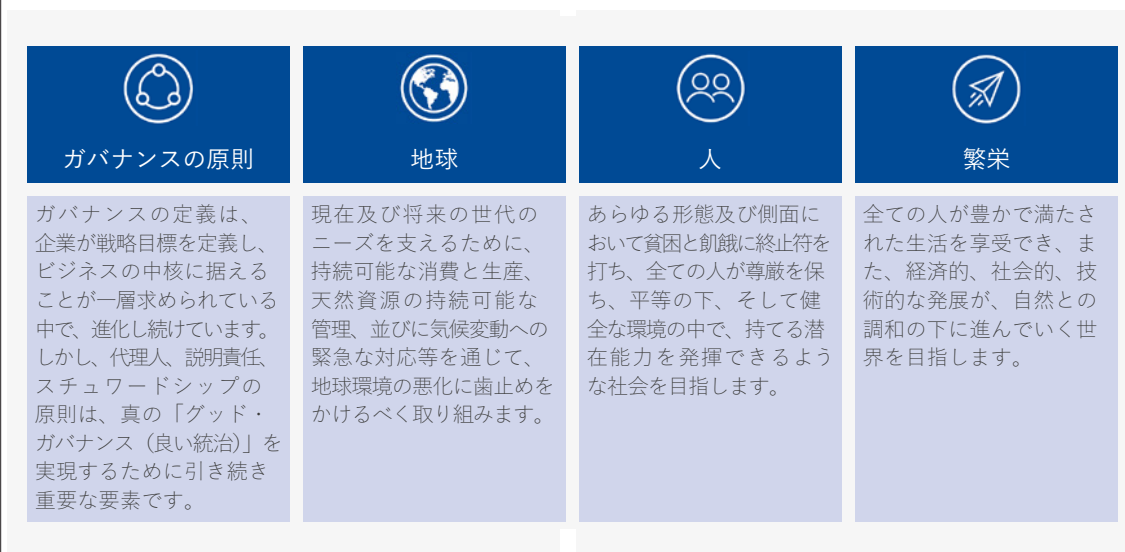 ガバナンスの原則
ガバナンスの定義は、
企業が戦略目標を定義し、
ビジネスの中核に据える
ことが一層求められている
中で、進化し続けています。
しかし、代理人、説明責任、
スチュワードシップの
原則は、真の「グッド・
ガバナンス（良い統治）」を
実現するために引き続き
重要な要素です。
地球
現在及び将来の世代の
ニーズを支えるために、
持続可能な消費と生産、
天然資源の持続可能な
管理、並びに気候変動への
緊急な対応等を通じて、
地球環境の悪化に歯止めを
かけるべく取り組みます。
人
あらゆる形態及び側面に
おいて貧困と飢餓に終止符を
打ち、全ての人が尊厳を保
ち、平等の下、そして健
全な環境の中で、持てる潜
在能力を発揮できるよう
な社会を目指します。
繁栄
全ての人が豊かで満たさ
れた生活を享受でき、ま
た、経済的、社会的、技
術的な発展が、自然との
調和の下に進んでいく世
界を目指します。